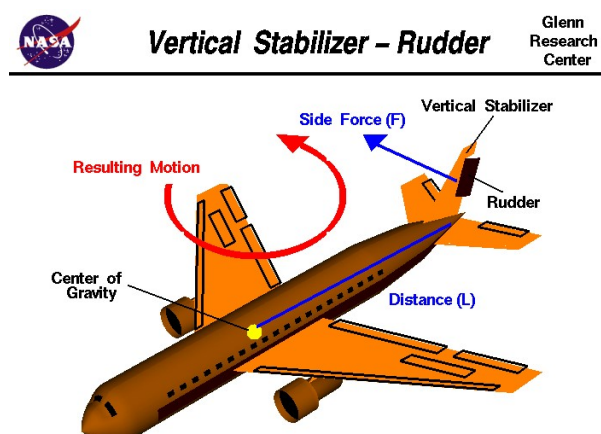 NASA
Vertical Stabilizer – Rudder
Glenn
Research
Center
Vertical Stabilizer
Side Force (F)
Resulting Motion
Rudder
Center of
Gravity
Distance (L)